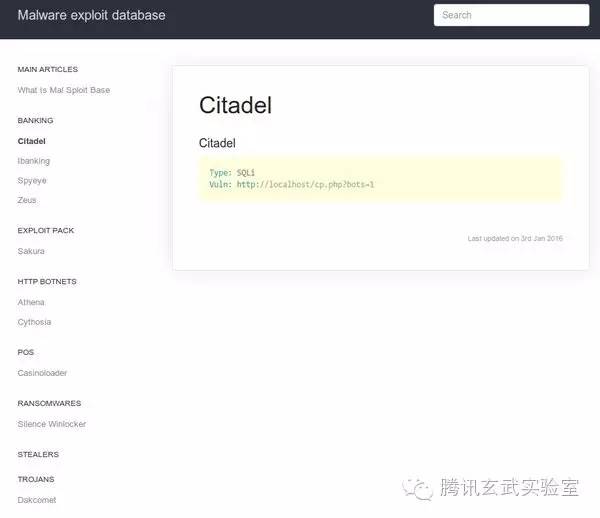 Malware exploit database
Search
MAIN ARTICLES
What Is Mal Sploit Base
BANKING
Citadel
Ibanking
Spyeye
Zeus
EXPLOIT PACK
Sakura
HTTP BOTNETS
Athena
Cythosia
POS
Casinoloader
RANSOMWARES
Silence Winlocker
STEALERS
TROJANS
Darkcomet
Citadel
Citadel
Type: SQLi
Vuln: http://localhost/cp.php?bots=1
Last updated on 3rd Jan 2016
腾讯玄武实验室